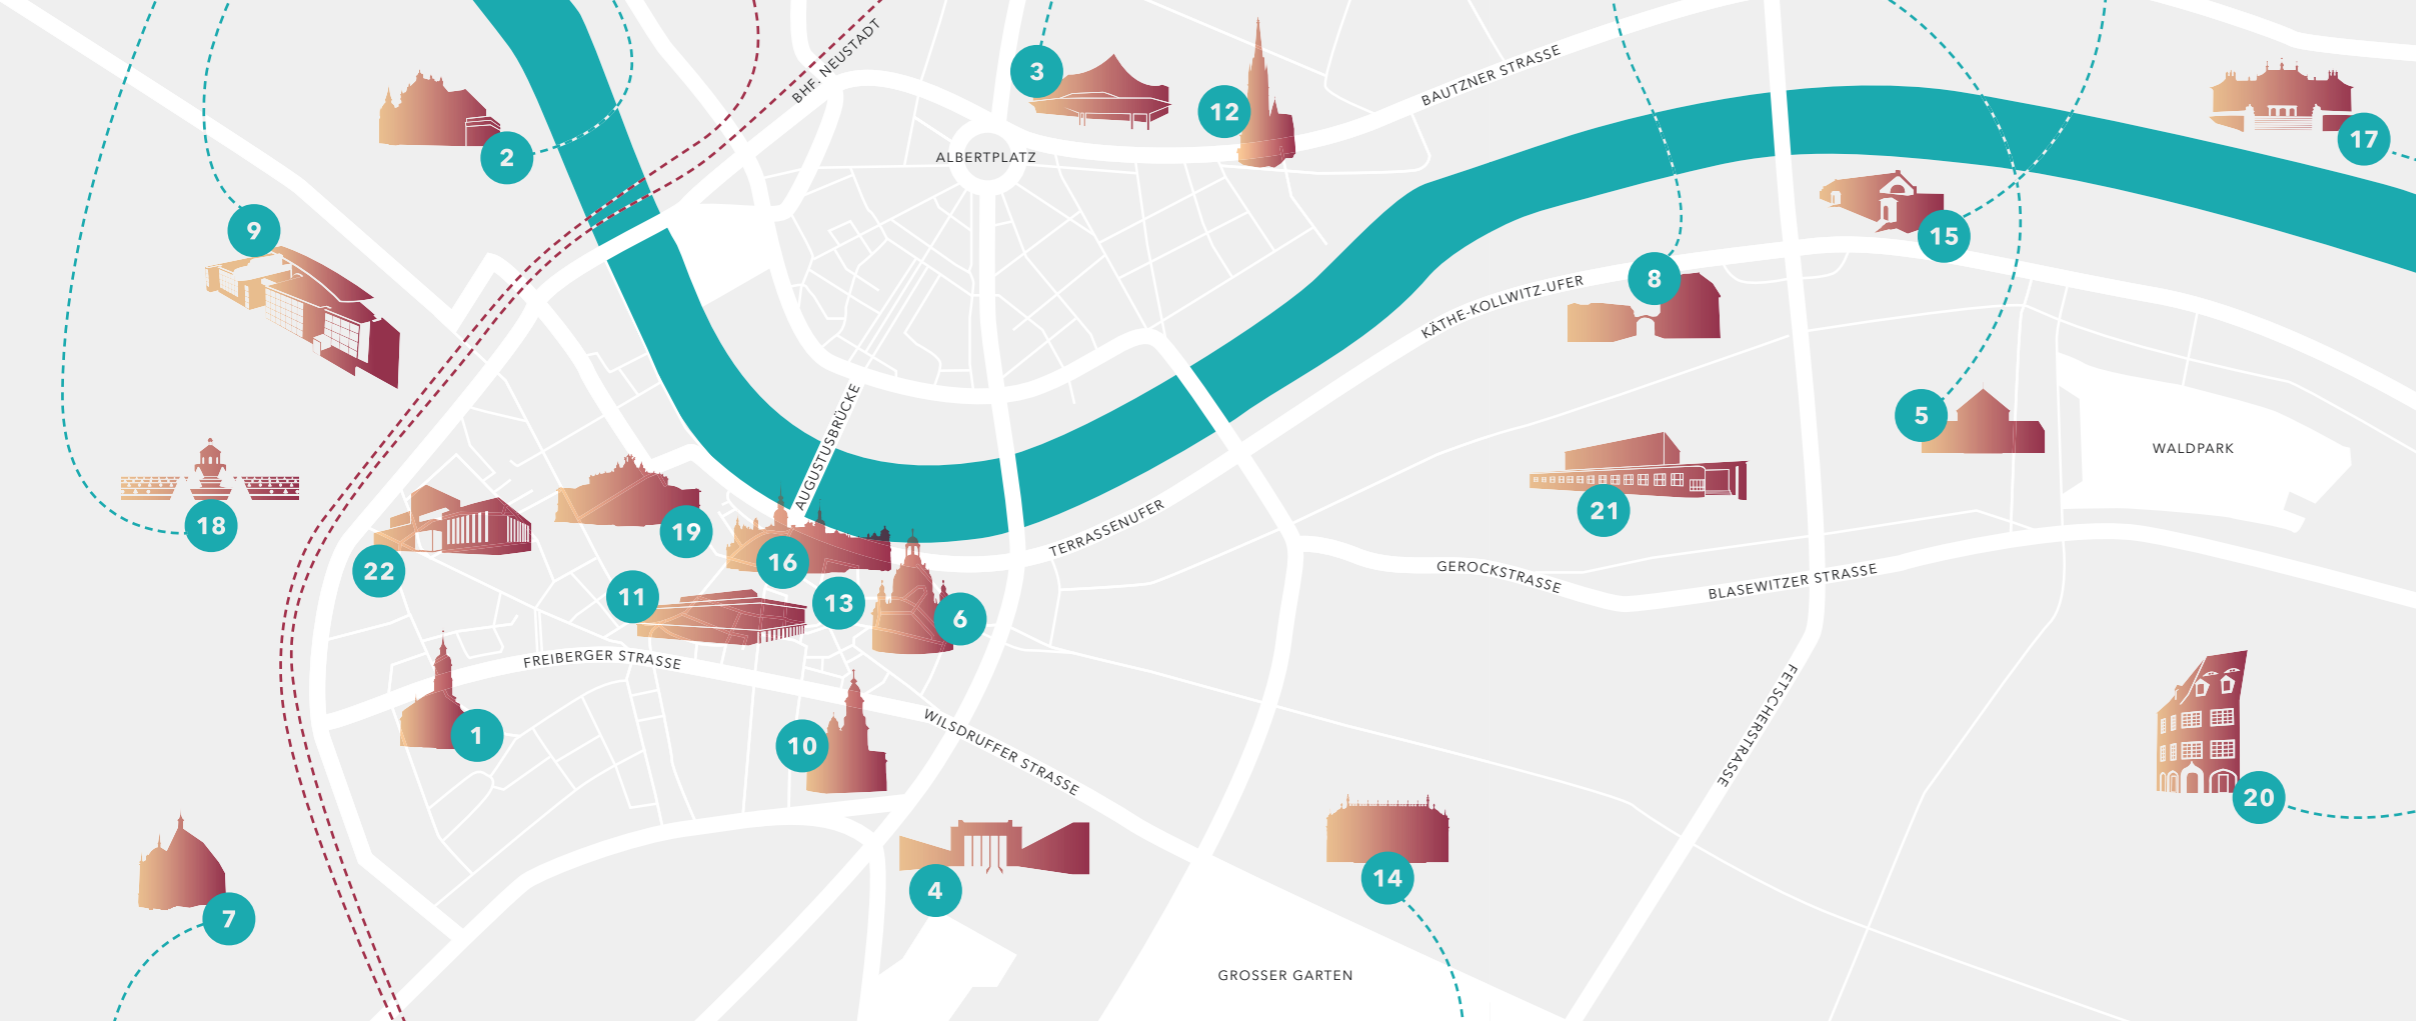 BHF. NEUSTADT
3
12
BAUTZNER STRASSE
17
2
ALBERTPLATZ
9
15
8
KÄTHE-KOLLWITZ-UFER
5
WALDPARK
AUGUSTUSBRÜCKE
21
18
19
TERRASSENUFER
16
22
GEROCKSTRASSE
BLASEWITZER STRASSE
11
13
6
FREIBERGER STRASSE
1
10
WILSDRUFFER STRASSE
FETSCHERSTRASSE
20
14
4
7
GROSSER GARTEN